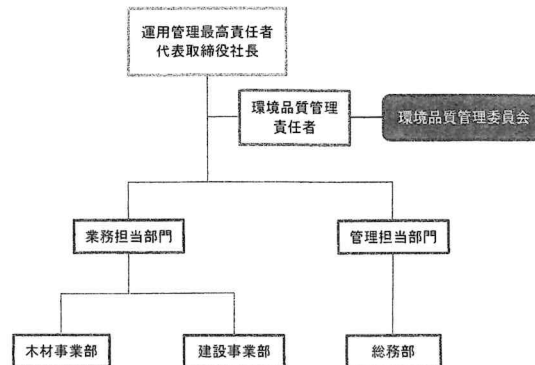 運用管理最高責任者
代表取締役社長
環境品質管理
責任者
環境品質管理委員会
業務担当部門
管理担当部門
木材事業部
建設事業部
総務部